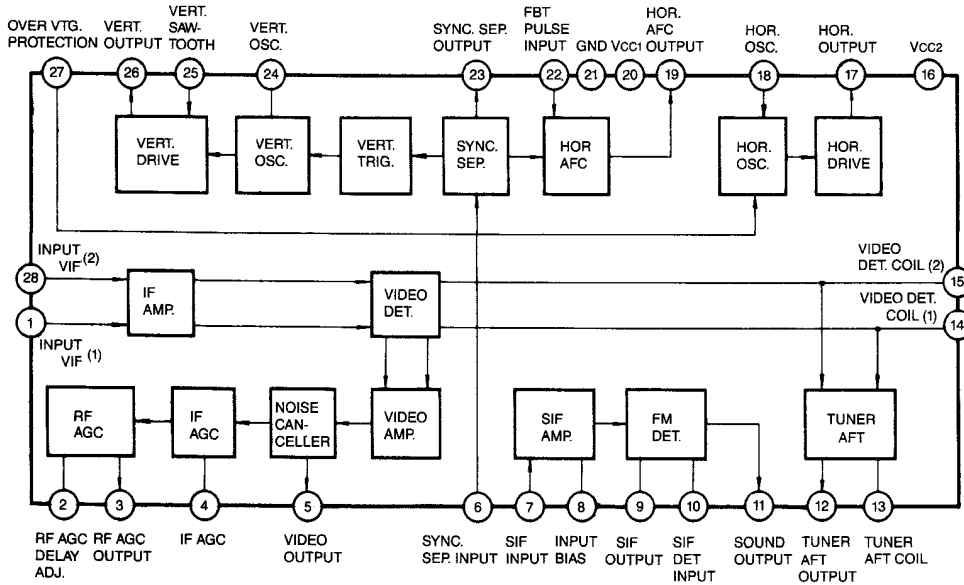 OVER VTG.
PROTECTION
VERT.
OUTPUT
VERT.
SAW-
TOOTH
VERT.
OSC.
SYNC. SEP.
OUTPUT
FBT
PULSE
INPUT
GND
VCC1
HOR.
AFC
OUTPUT
HOR.
OSC.
HOR.
OUTPUT
VCC2
27
26
25
24
23
22
21
20
19
18
17
16
VERT.
DRIVE
VERT.
OSC.
VERT.
TRIG.
SYNC.
SEP.
HOR
AFC
HOR.
OSC.
HOR.
DRIVE
INPUT
VIF (2)
28
1
INPUT
VIF (1)
IF
AMP.
VIDEO
DET.
VIDEO
DET. COIL (2)
15
VIDEO DET.
COIL (1)
14
RF
AGC
IF
AGC
NOISE
CAN-
CELLER
VIDEO
AMP.
SIF
AMP.
FM
DET.
TUNER
AFT
2
3
4
5
6
7
8
9
10
11
12
13
RF AGC
DELAY
ADJ.
RF AGC
OUTPUT
IF AGC
VIDEO
OUTPUT
SYNC.
SEP. INPUT
SIF
INPUT
INPUT
BIAS
SIF
OUTPUT
SIF
DET
INPUT
SOUND
OUTPUT
TUNER
AFT
OUTPUT
TUNER
AFT COIL